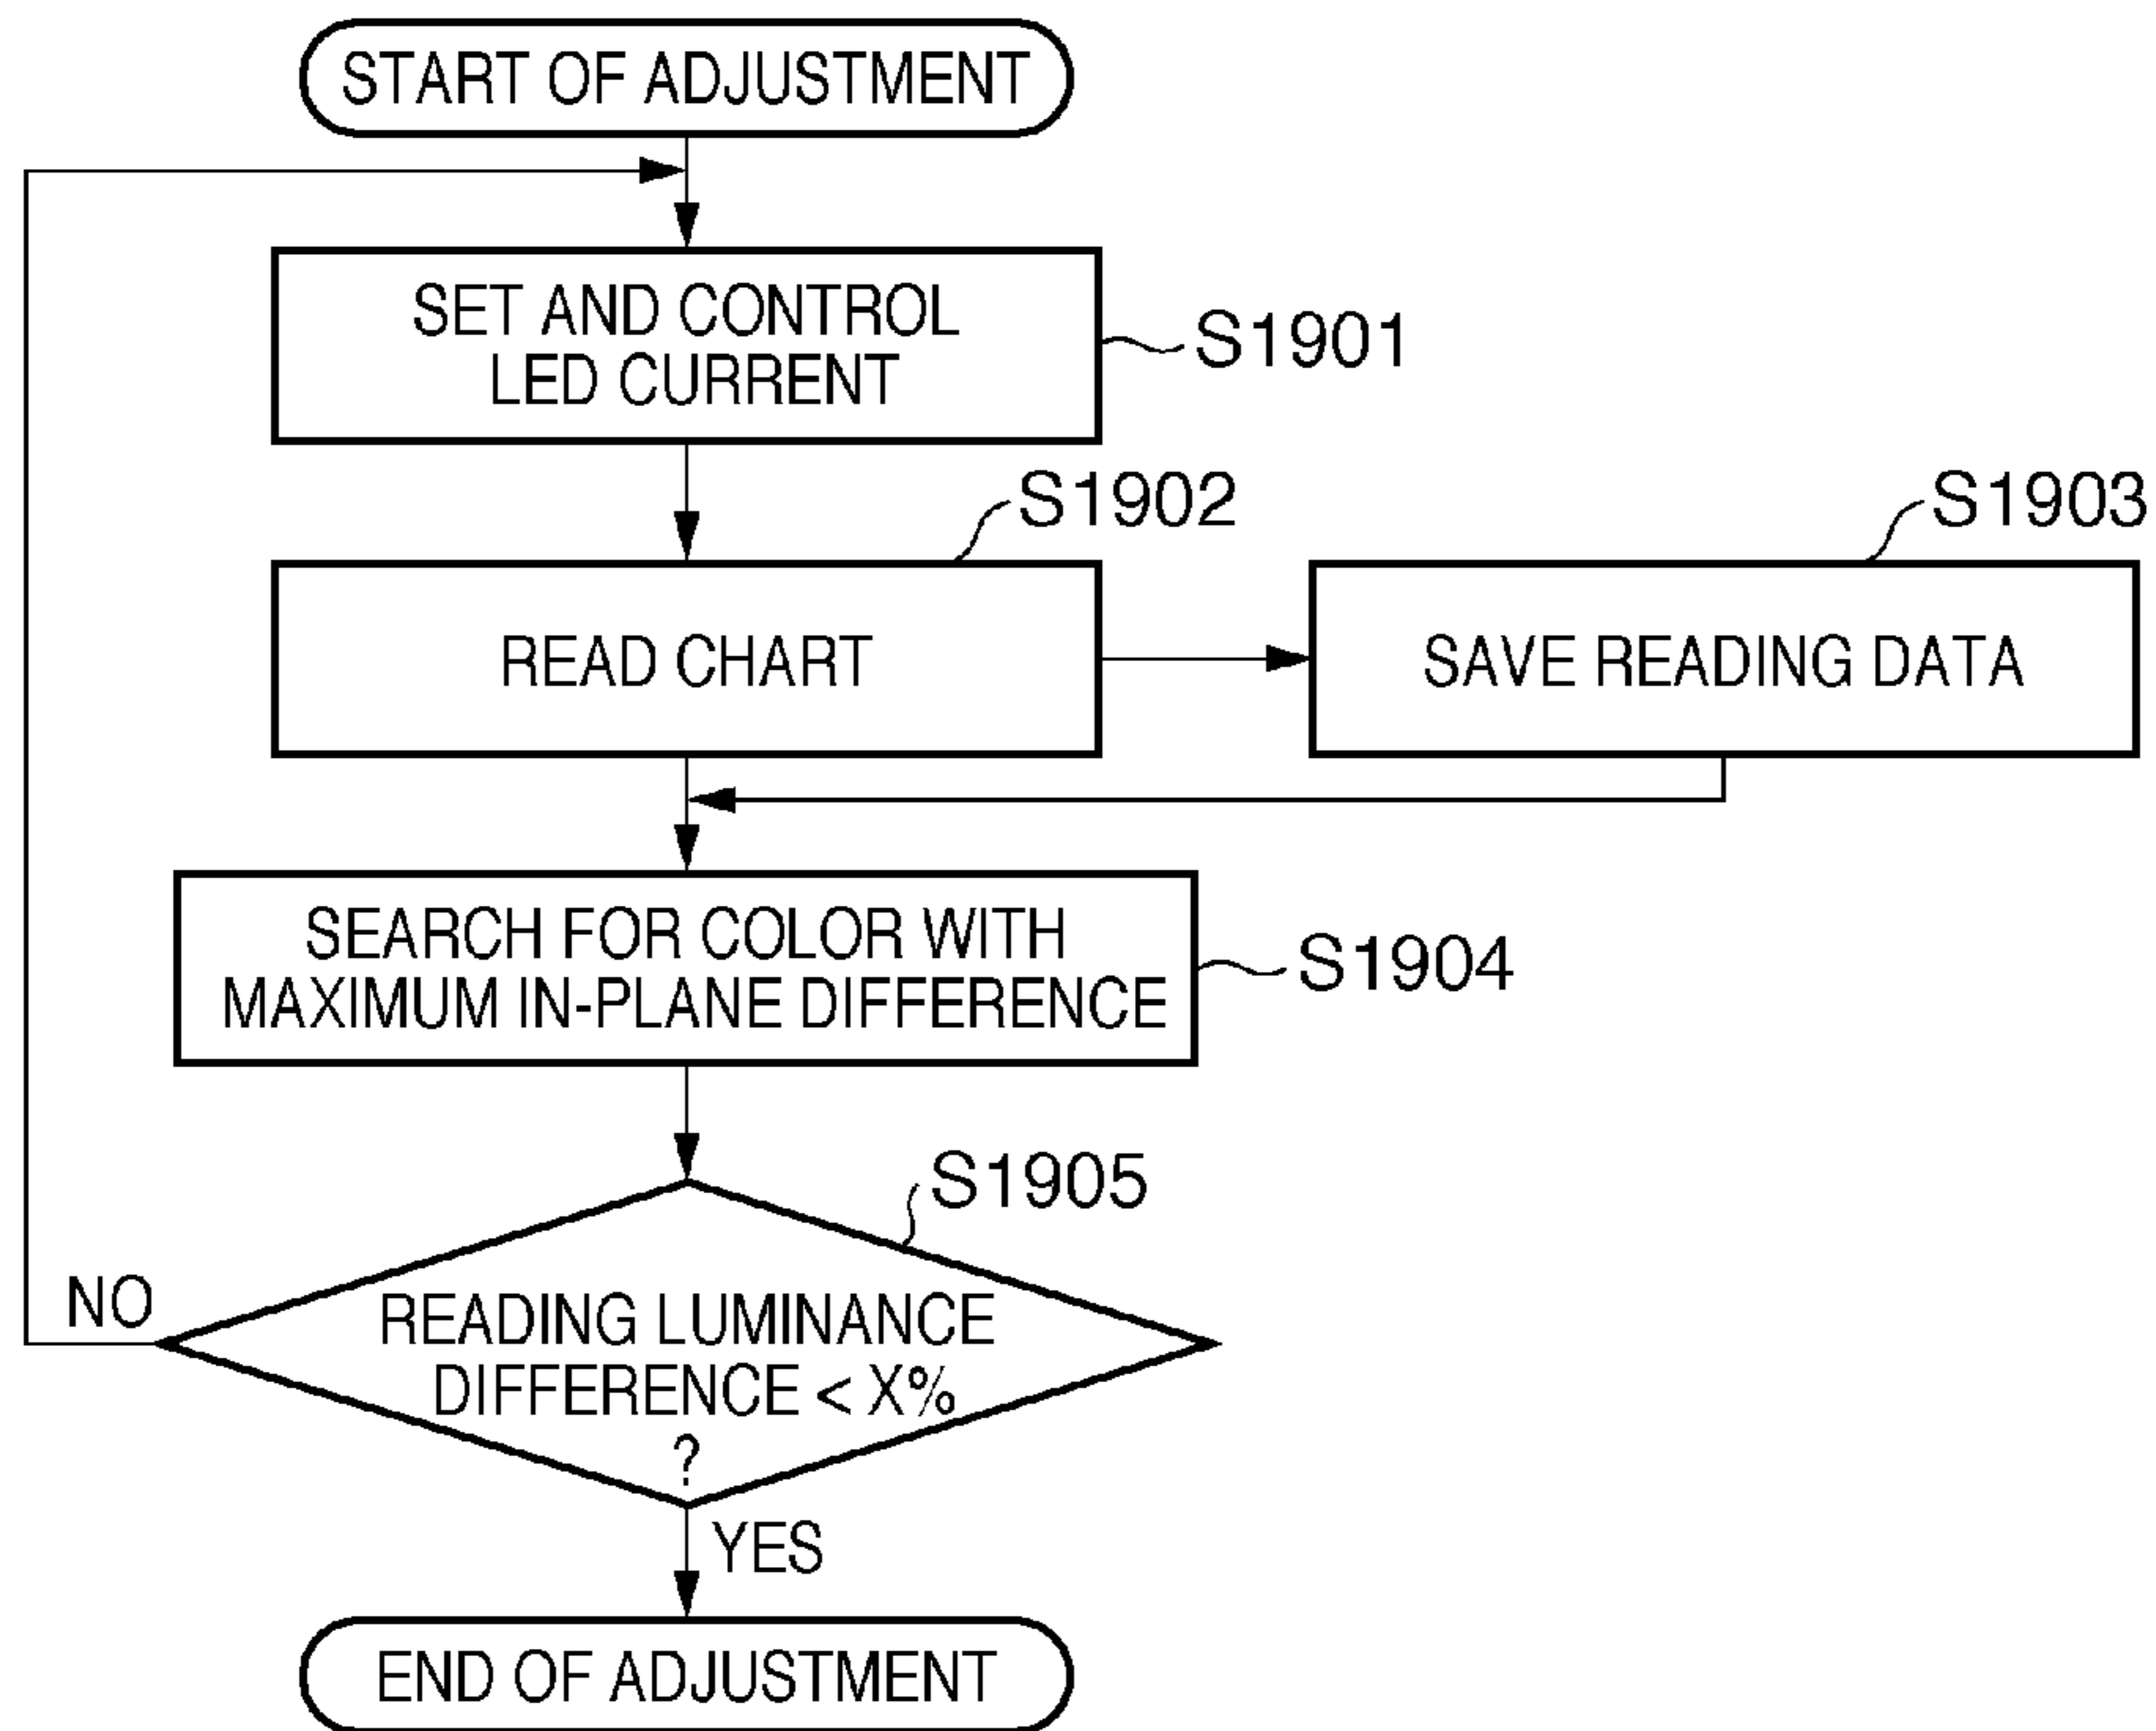 START OF ADJUSTMENT
SET AND CONTROL
LED CURRENT
S1901
S1902
READ CHART
S1903
SAVE READING DATA
SEARCH FOR COLOR WITH
MAXIMUM IN-PLANE DIFFERENCE
S1904
S1905
READING LUMINANCE
DIFFERENCE < X%
?
NO
YES
END OF ADJUSTMENT